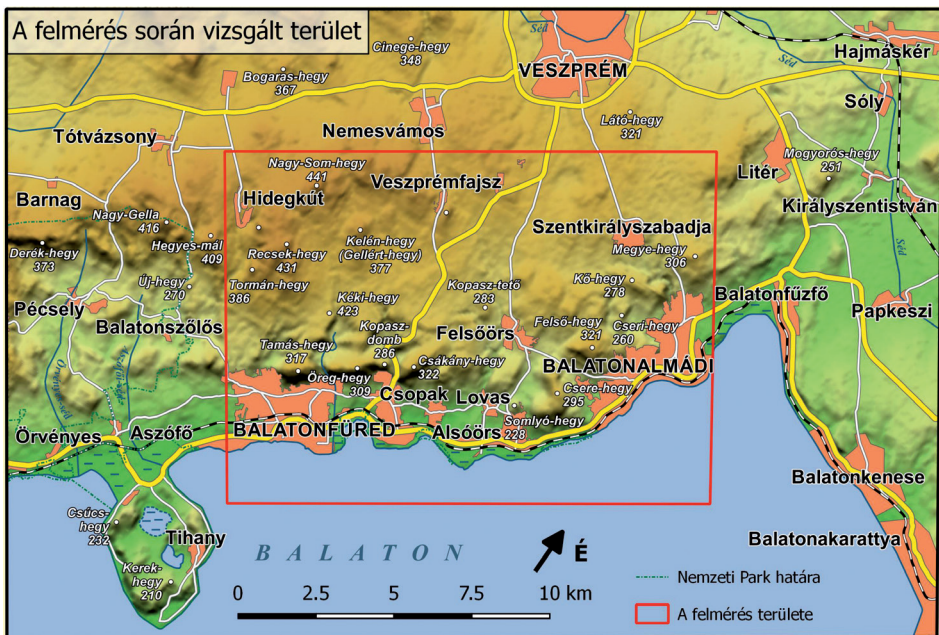 A felmérés során vizsgált terület
Cinege-hegy
348
Séd
Hajmáskér
Bogaras-hegy
367
VESZPRÉM
Séd
Sóly
Tótvázsony
Nemesvámos
Látó-hegy
321
Nagy-Som-hegy
441
Veszprémfajsz
Litér
Mogyorós-hegy
251
Barnag
Hidegkút
Nagy-Gella
416
Királyszentistván
Hegyes-mál
409
Kelén-hegy
(Gellért-hegy)
377
Szentkirályszabadja
Séd
Derék-hegy
373
Recsek-hegy
431
Megye-hegy
306
Tormán-hegy
386
Új-hegy
270
Kopasz-tető
283
Kő-hegy
278
Balatonfűzfő
Pécsely
Kéki-hegy
423
Papkeszi
Balatonszőlős
Kopasz-
domb
286
Felsőörs
Felső-hegy
321
Cseri-hegy
260
Tamás-hegy
317
Csákány-hegy
322
BALATONALMÁDI
Öreg-hegy
309
Csopak
Lovas
Csere-hegy
295
Örvényes
Aszófő
BALATONFÜRED
Alsóörs
Somlyó-hegy
228
Balatonkenese
Csúcs-
hegy
232
Tihany
Balatonakarattya
BALATON
É
Kerek-
hegy
210
Nemzeti Park határa
0 2.5 5 7.5 10 km
A felmérés területe